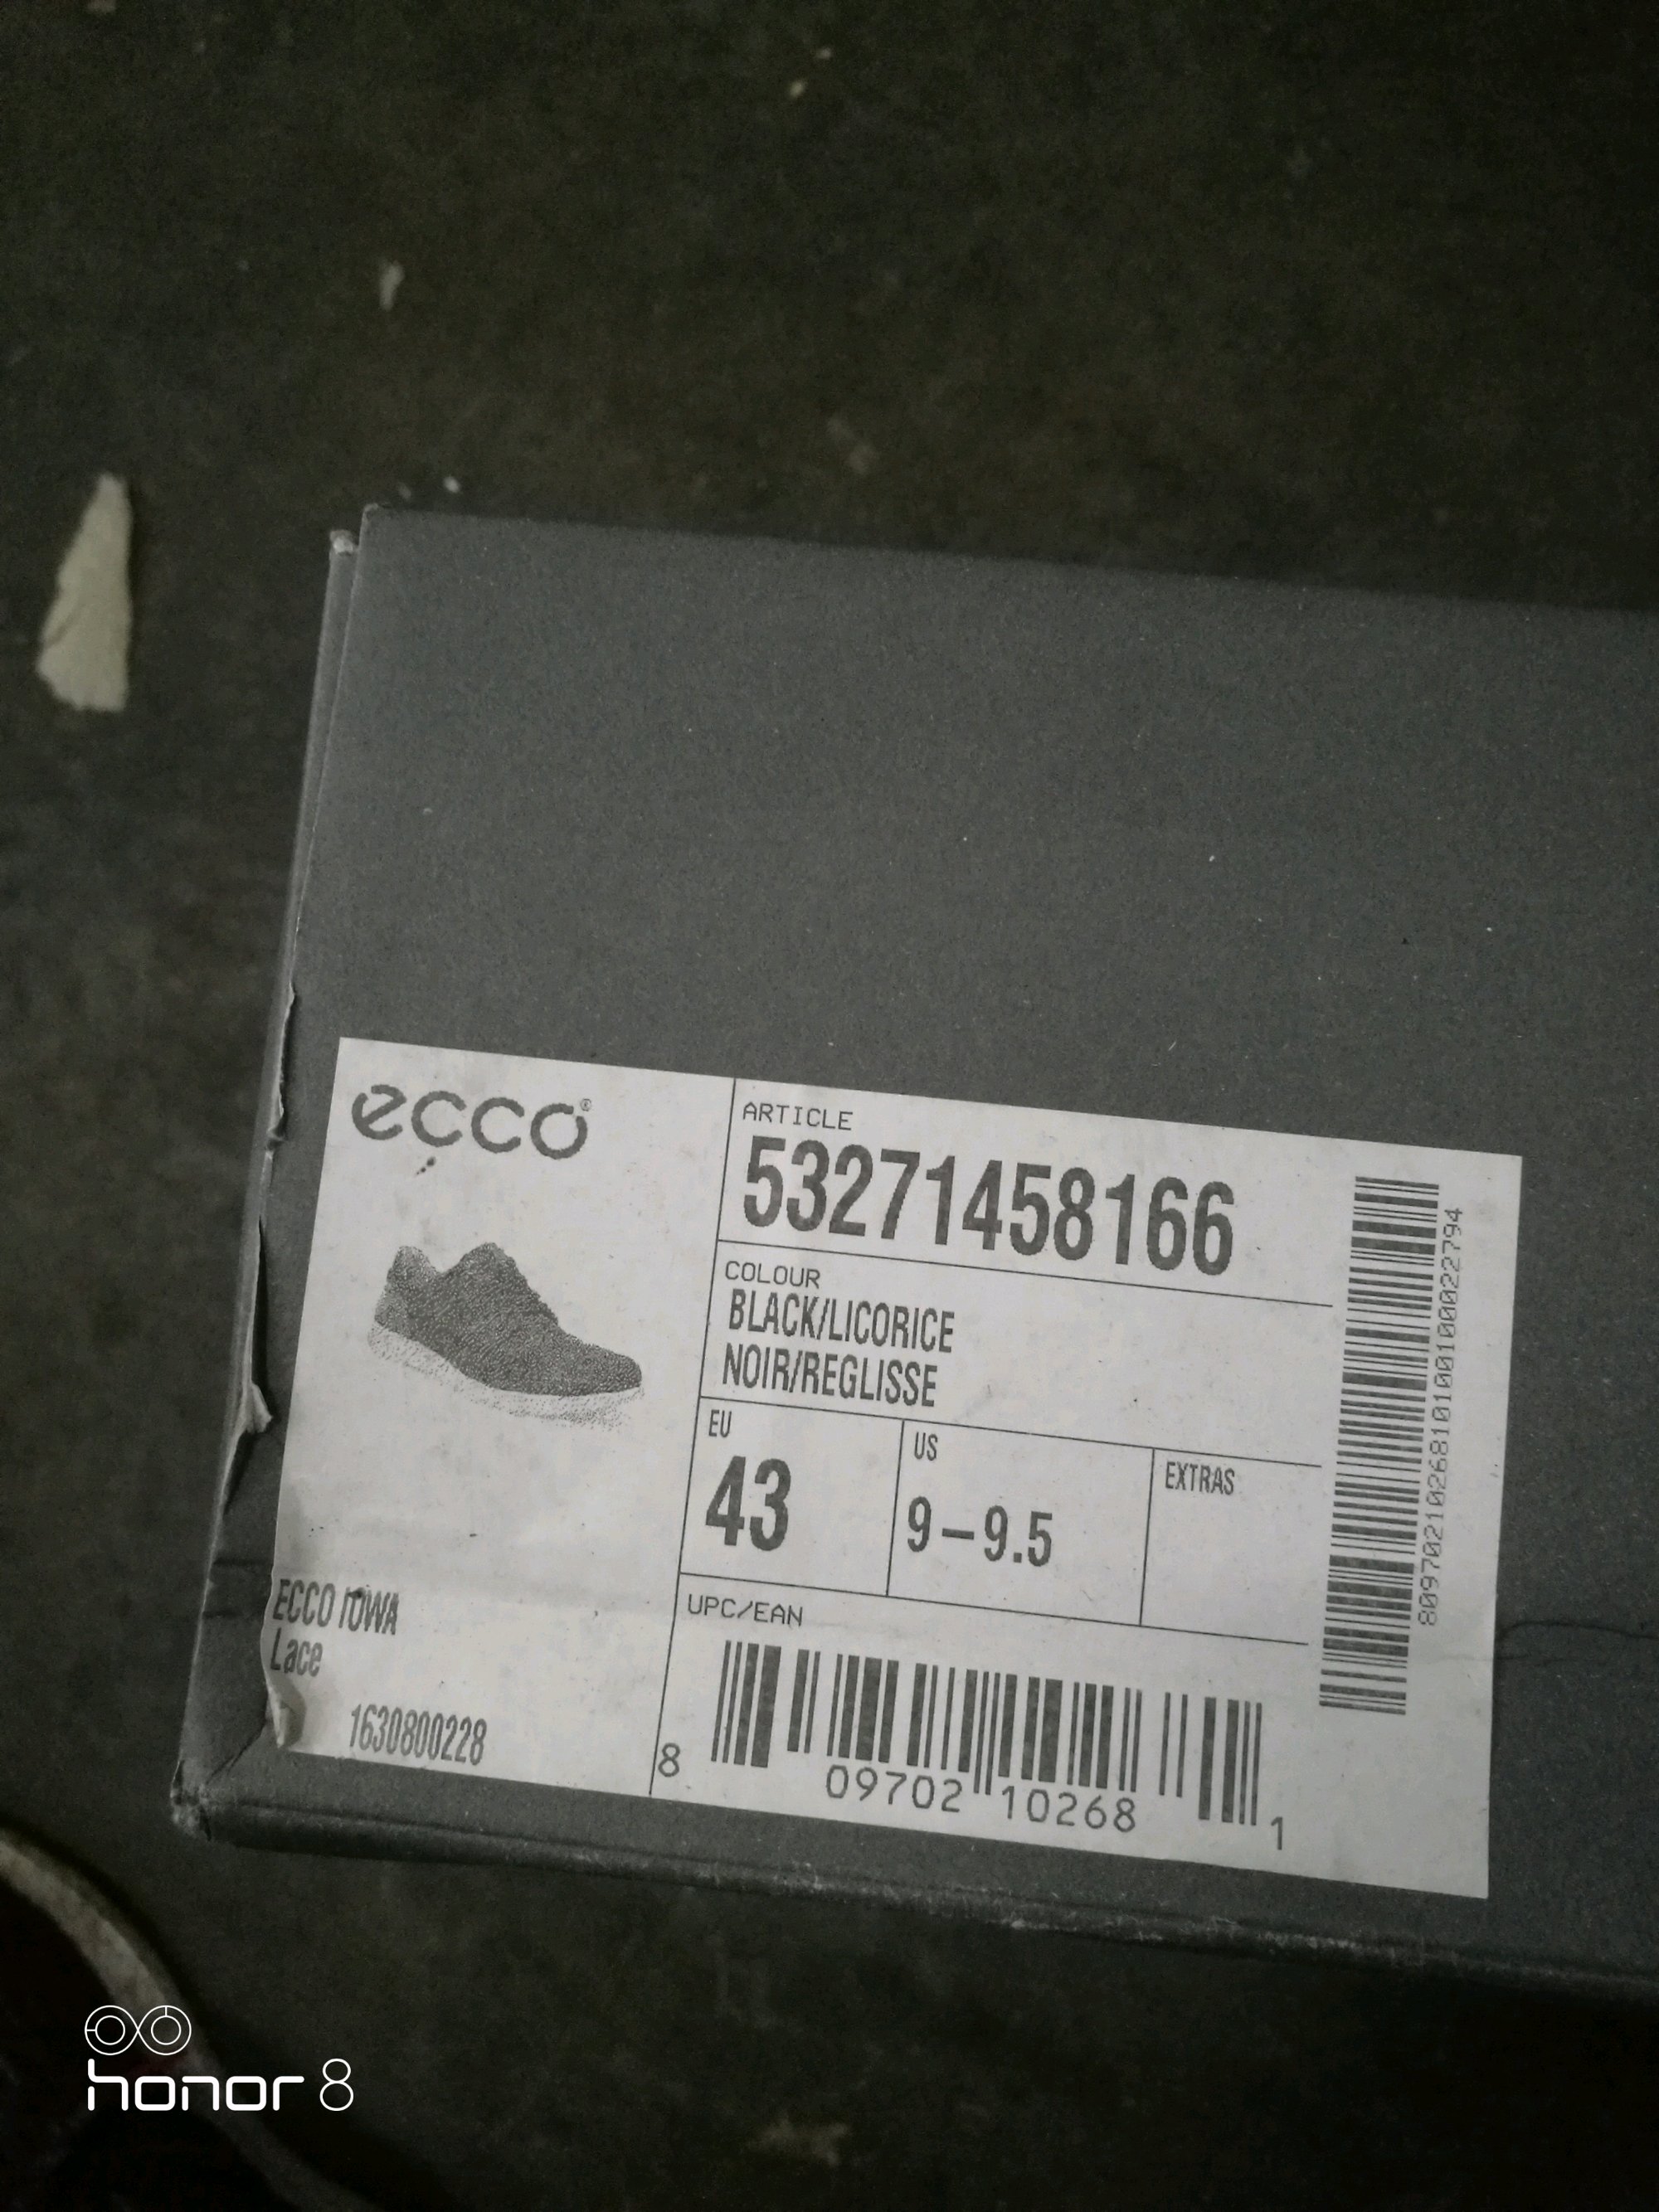 ecco®
ARTICLE
53271458166
COLOUR
BLACK/LICORICE
NOIR/REGLISSE
EU
43
US
9-9.5
EXTRAS
ECCO IOWA
Lace
1630800228
UPC/EAN
8 09702 10268 1
809702102681010010100022794
honor 8